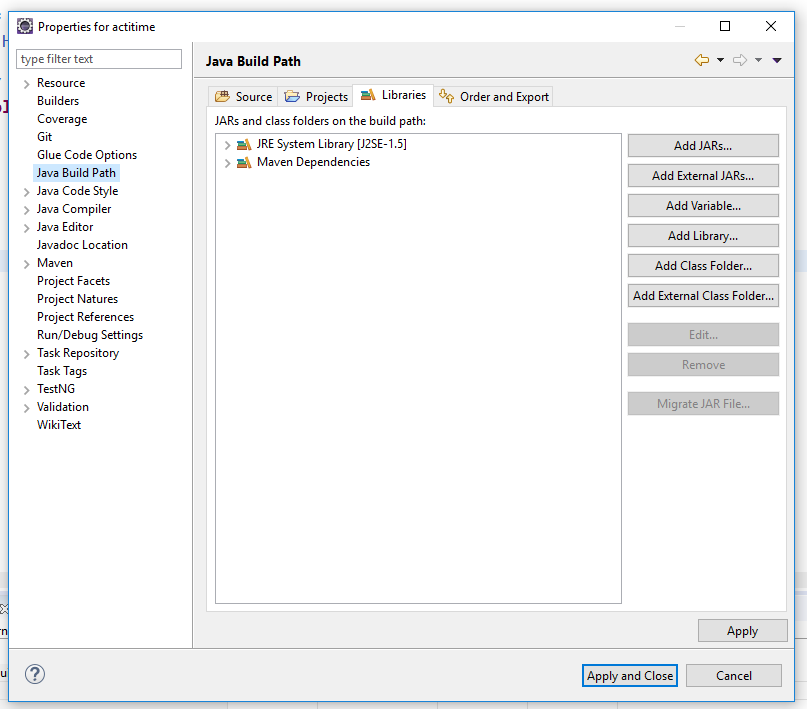 Properties for actitime
type filter text
Resource
Builders
Coverage
Git
Glue Code Options
Java Build Path
Java Code Style
Java Compiler
Java Editor
Javadoc Location
Maven
Project Facets
Project Natures
Project References
Run/Debug Settings
Task Repository
Task Tags
TestNG
Validation
WikiText
Java Build Path
Source Projects Libraries Order and Export
JARs and class folders on the build path:
JRE System Library [J2SE-1.5]
Maven Dependencies
Add JARs...
Add External JARs...
Add Variable...
Add Library...
Add Class Folder...
Add External Class Folder...
Edit...
Remove
Migrate JAR File...
Apply
Apply and Close Cancel